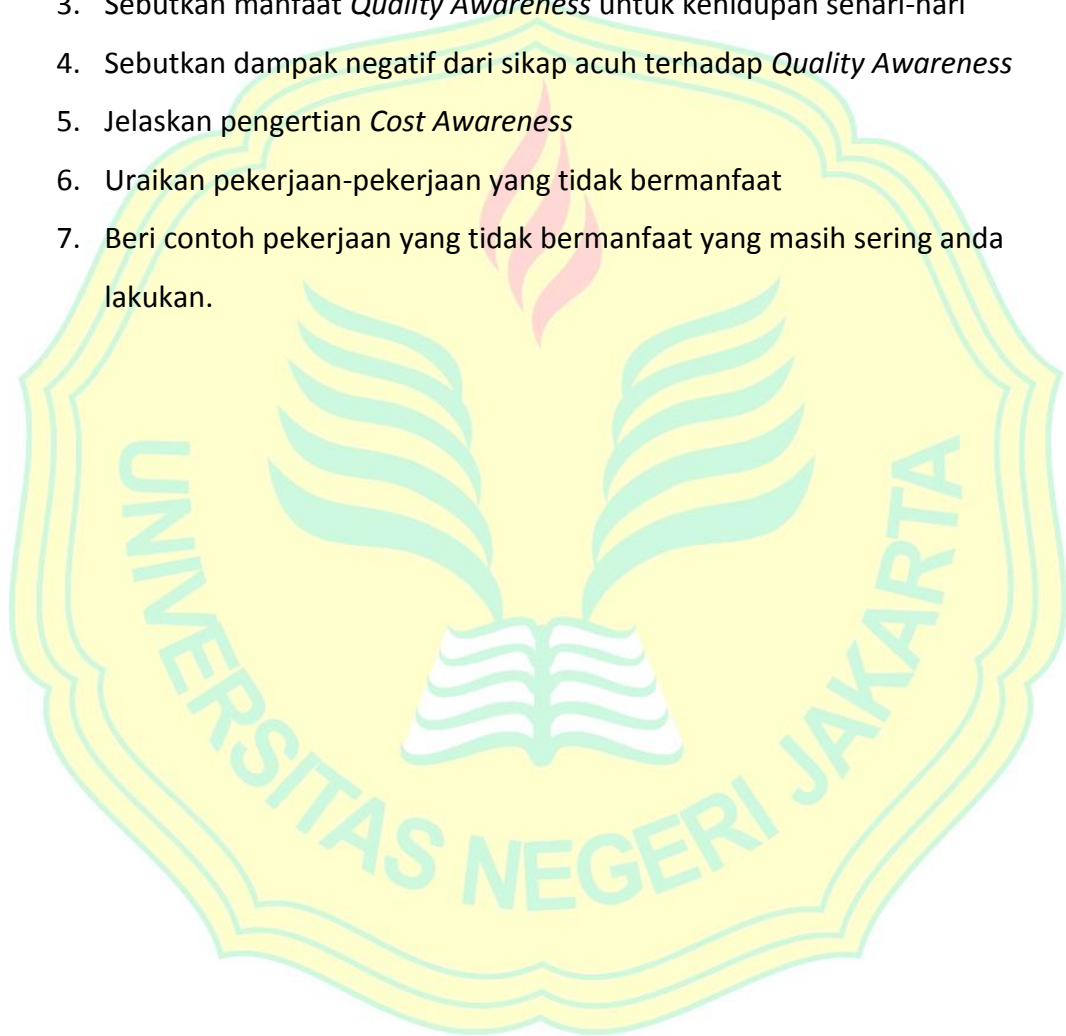 3. Sebutkan manfaat Quality Awareness untuk kehidupan sehari-hari
4. Sebutkan dampak negatif dari sikap acuh terhadap Quality Awareness
5. Jelaskan pengertian Cost Awareness
6. Uraikan pekerjaan-pekerjaan yang tidak bermanfaat
7. Beri contoh pekerjaan yang tidak bermanfaat yang masih sering anda
lakukan.
UNIVERSITAS NEGERI JAKARTA